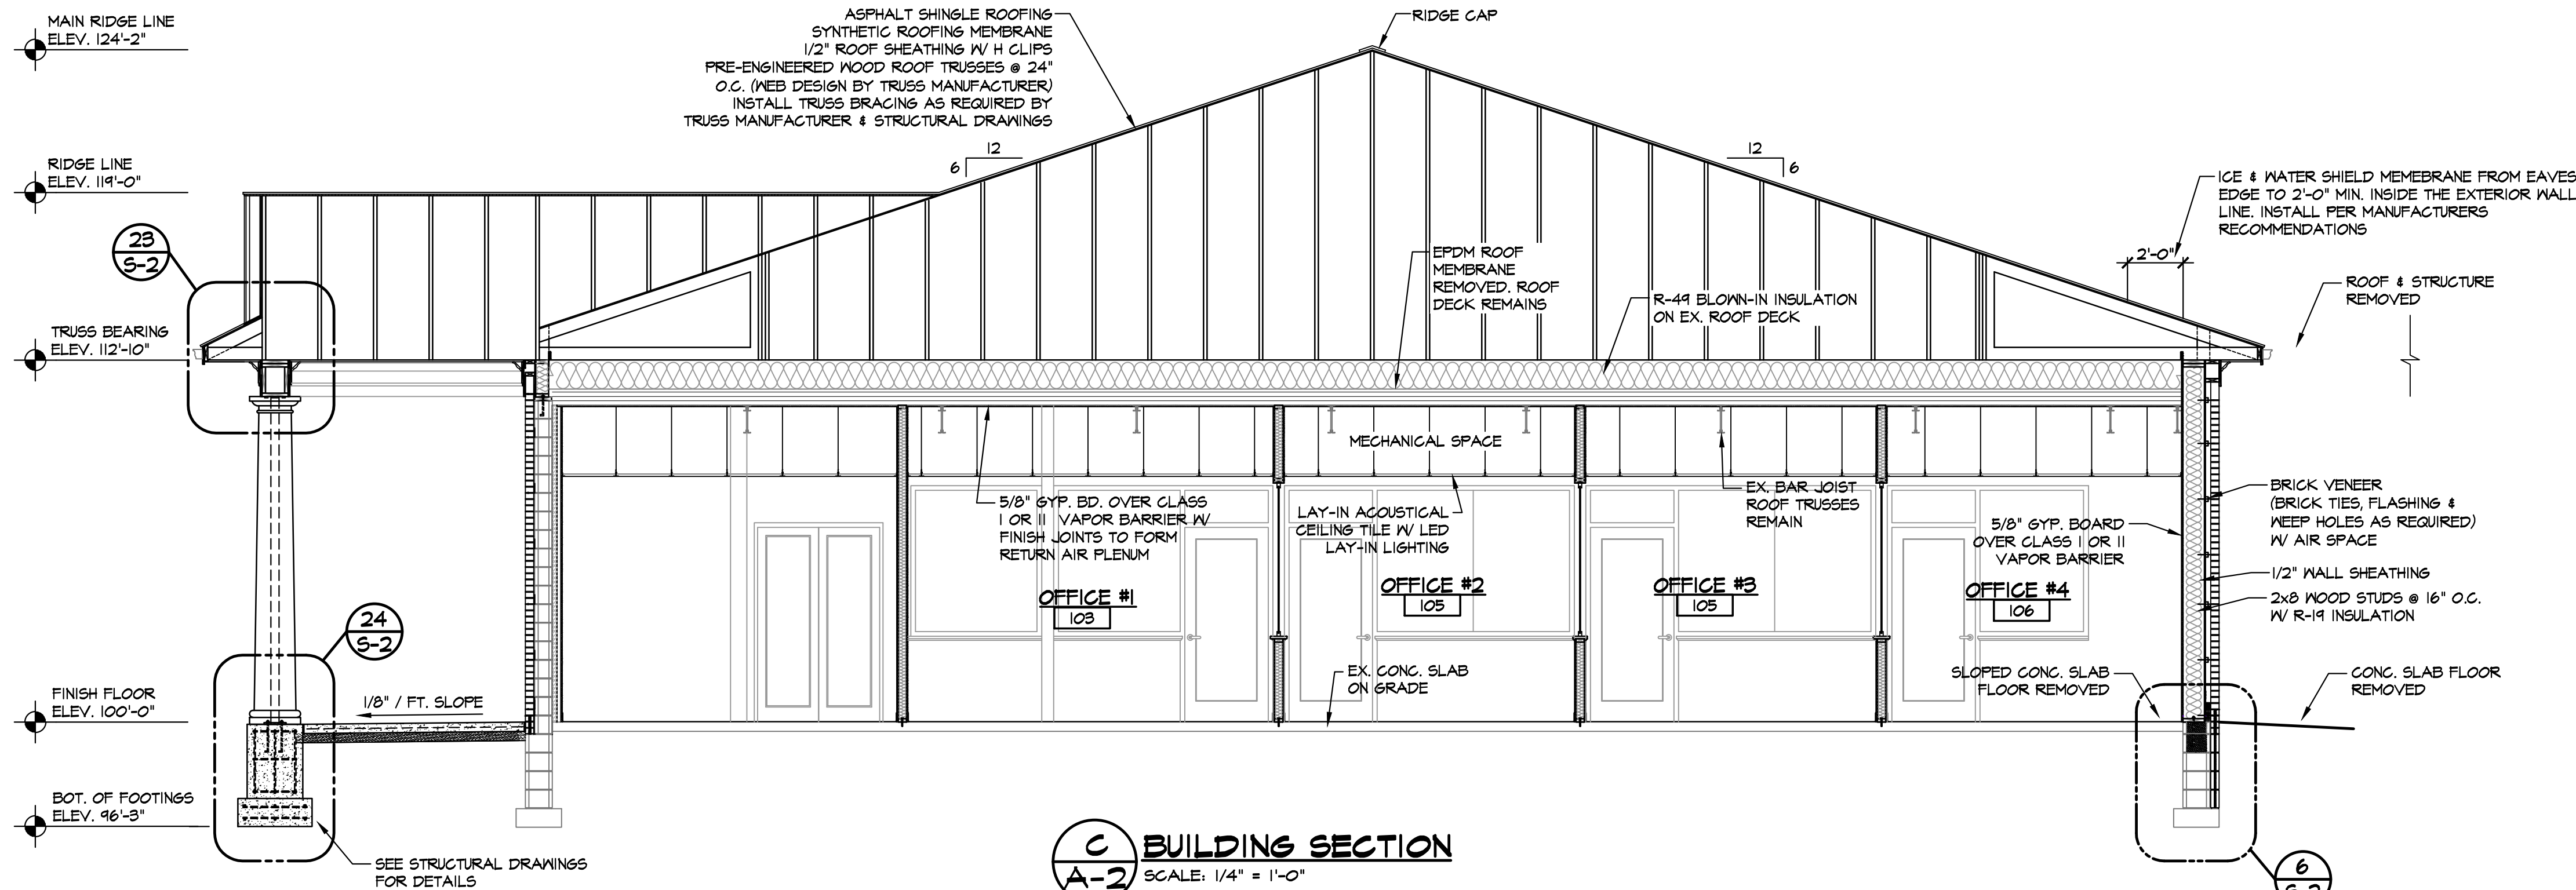 MAIN RIDGE LINE
ELEV. 124'-2"
RIDGE LINE
ELEV. 119'-0"
TRUSS BEARING
ELEV. 112'-10"
FINISH FLOOR
ELEV. 100'-0"
BOT. OF FOOTINGS
ELEV. 96'-3"
ASPHALT SHINGLE ROOFING
SYNTHETIC ROOFING MEMBRANE
1/2" ROOF SHEATHING W/ H CLIPS
PRE-ENGINEERED WOOD ROOF TRUSSES @ 24"
O.C. (WEB DESIGN BY TRUSS MANUFACTURER)
INSTALL TRUSS BRACING AS REQUIRED BY
TRUSS MANUFACTURER & STRUCTURAL DRAWINGS
RIDGE CAP
12
6
12
6
ICE & WATER SHIELD MEMEBRANE FROM EAVES
EDGE TO 2'-0" MIN. INSIDE THE EXTERIOR WALL
LINE. INSTALL PER MANUFACTURERS
RECOMMENDATIONS
2'-0"
ROOF & STRUCTURE
REMOVED
23
S-2
EPDM ROOF
MEMBRANE
REMOVED. ROOF
DECK REMAINS
R-49 BLOWN-IN INSULATION
ON EX. ROOF DECK
MECHANICAL SPACE
5/8" GYP. BD. OVER CLASS
I OR II VAPOR BARRIER W/
FINISH JOINTS TO FORM
RETURN AIR PLENUM
LAY-IN ACOUSTICAL
CEILING TILE W/ LED
LAY-IN LIGHTING
EX. BAR JOIST
ROOF TRUSSES
REMAIN
5/8" GYP. BOARD
OVER CLASS I OR II
VAPOR BARRIER
BRICK VENEER
(BRICK TIES, FLASHING &
WEEP HOLES AS REQUIRED)
W/ AIR SPACE
1/2" WALL SHEATHING
2x8 WOOD STUDS @ 16" O.C.
W/ R-19 INSULATION
OFFICE #1
103
OFFICE #2
105
OFFICE #3
105
OFFICE #4
106
24
S-2
1/8" / FT. SLOPE
EX. CONC. SLAB
ON GRADE
SLOPED CONC. SLAB
FLOOR REMOVED
CONC. SLAB FLOOR
REMOVED
SEE STRUCTURAL DRAWINGS
FOR DETAILS
C
A-2
BUILDING SECTION
SCALE: 1/4" = 1'-0"
6